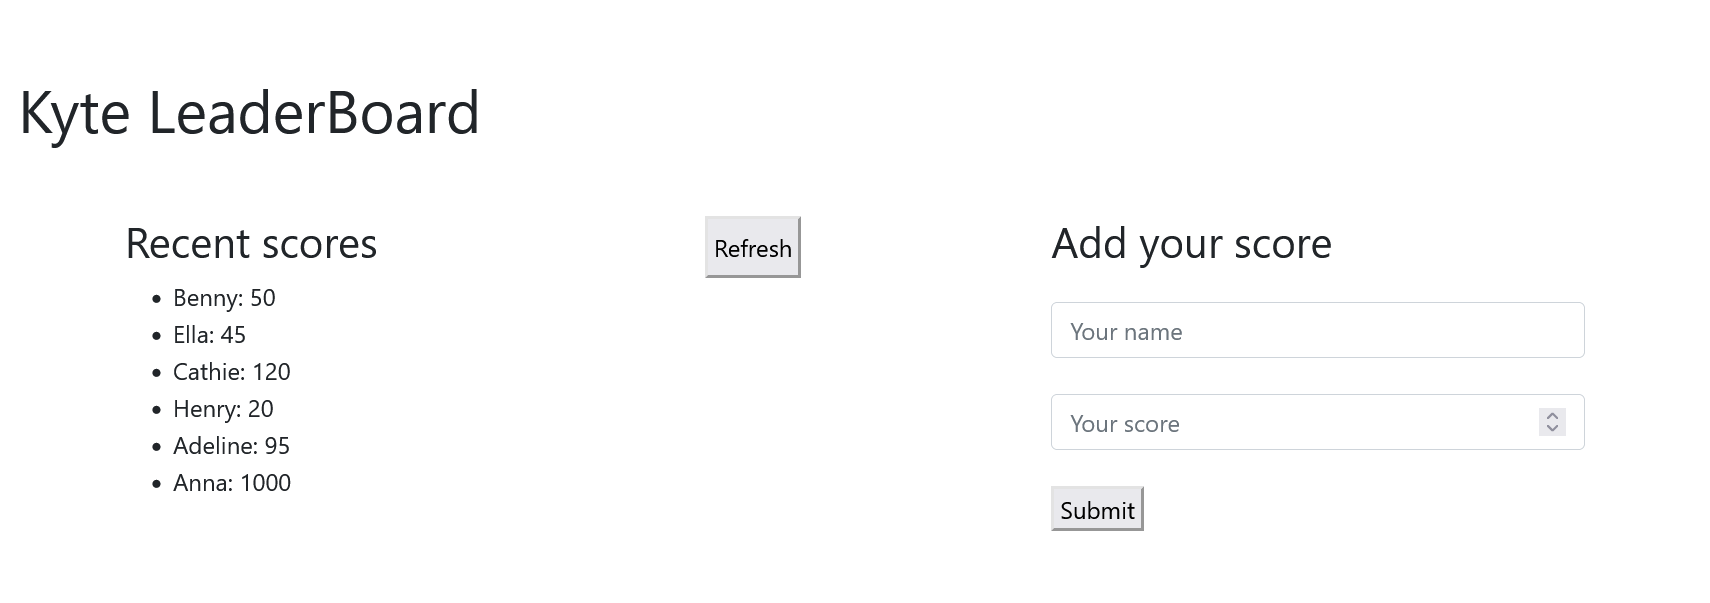 Kyte LeaderBoard
Recent scores
Refresh
Benny: 50
Ella: 45
Cathie: 120
Henry: 20
Adeline: 95
Anna: 1000
Add your score
Your name
Your score
Submit